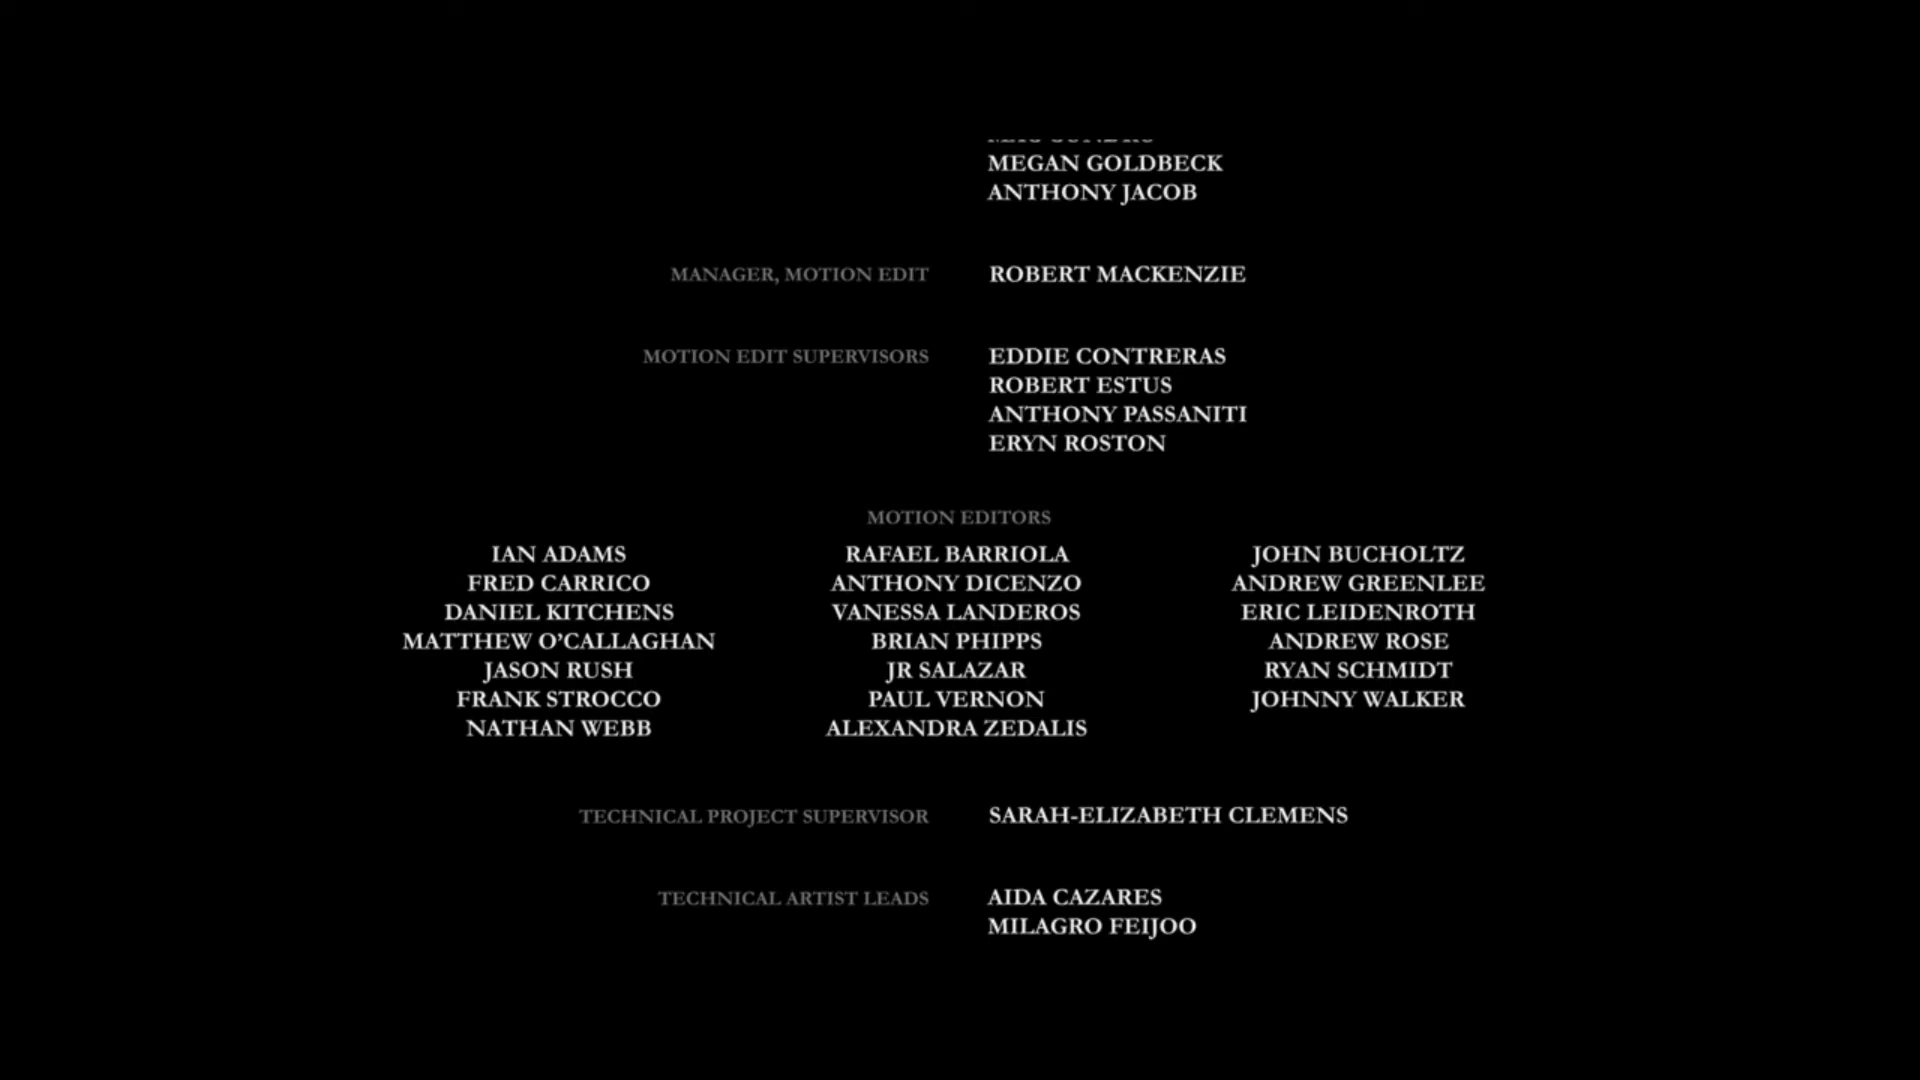 MEGAN GOLDBECK
ANTHONY JACOB
MANAGER, MOTION EDIT ROBERT MACKENZIE
MOTION EDIT SUPERVISORS EDDIE CONTRERAS
ROBERT ESTUS
ANTHONY PASSANITI
ERYN ROSTON
MOTION EDITORS
IAN ADAMS RAFAEL BARRIOLA JOHN BUCHOLTZ
FRED CARRICO ANTHONY DICENZO ANDREW GREENLEE
DANIEL KITCHENS VANESSA LANDEROS ERIC LEIDENROTH
MATTHEW O’CALLAGHAN BRIAN PHIPPS ANDREW ROSE
JASON RUSH JR SALAZAR RYAN SCHMIDT
FRANK STROCCO PAUL VERNON JOHNNY WALKER
NATHAN WEBB ALEXANDRA ZEDALIS
TECHNICAL PROJECT SUPERVISOR SARAH-ELIZABETH CLEMENS
TECHNICAL ARTIST LEADS AIDA CAZARES
MILAGRO FEIJOO